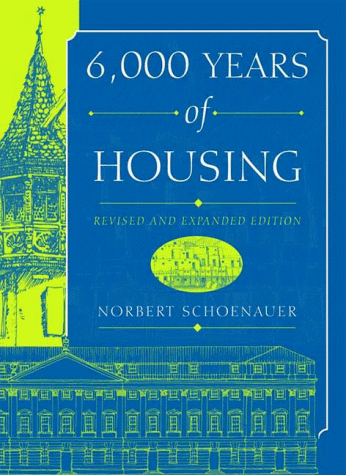 6,000 YEARS
of
HOUSING
REVISED AND EXPANDED EDITION
NORBERT SCHOENAUER